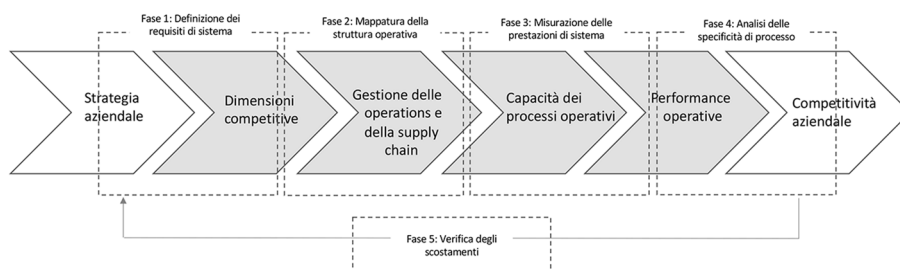 Fase 1: Definizione dei
requisiti di sistema
Fase 2: Mappatura della
struttura operativa
Fase 3: Misurazione delle
prestazioni di sistema
Fase 4: Analisi delle
specificità di processo
Strategia
aziendale
Dimensioni
competitive
Gestione delle
operations e
della supply
chain
Capacità dei
processi operativi
Performance
operative
Competitività
aziendale
Fase 5: Verifica degli
scostamenti